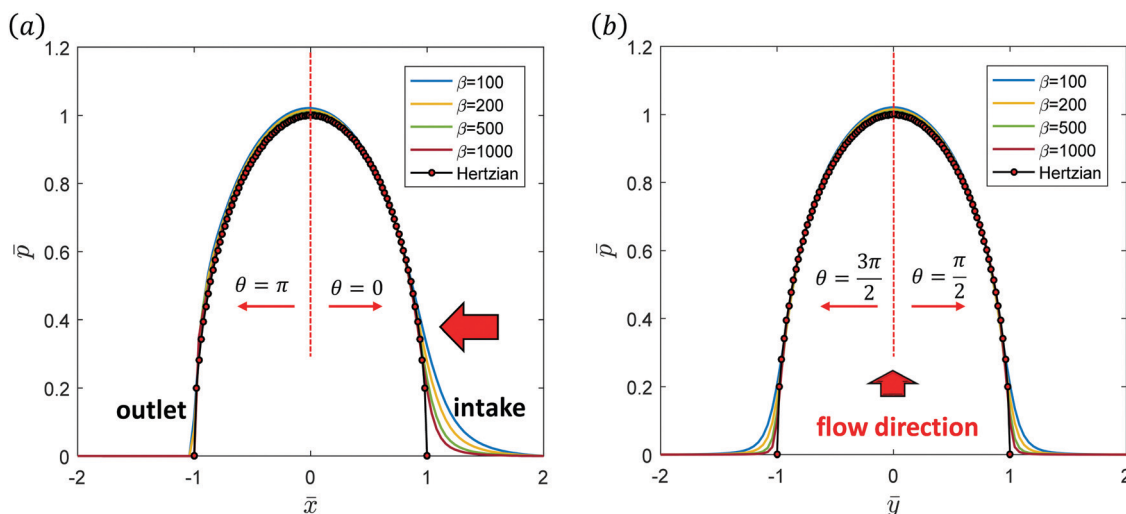 (a)
1.2
1
0.8
0.6
0.4
0.2
0
p̄
β=100
β=200
β=500
β=1000
Hertzian
θ = π
θ = 0
outlet
intake
-2
-1
0
1
2
x̄
(b)
1.2
1
0.8
0.6
0.4
0.2
0
p̄
β=100
β=200
β=500
β=1000
Hertzian
θ = 3π/2
θ = π/2
flow direction
-2
-1
0
1
2
ȳ